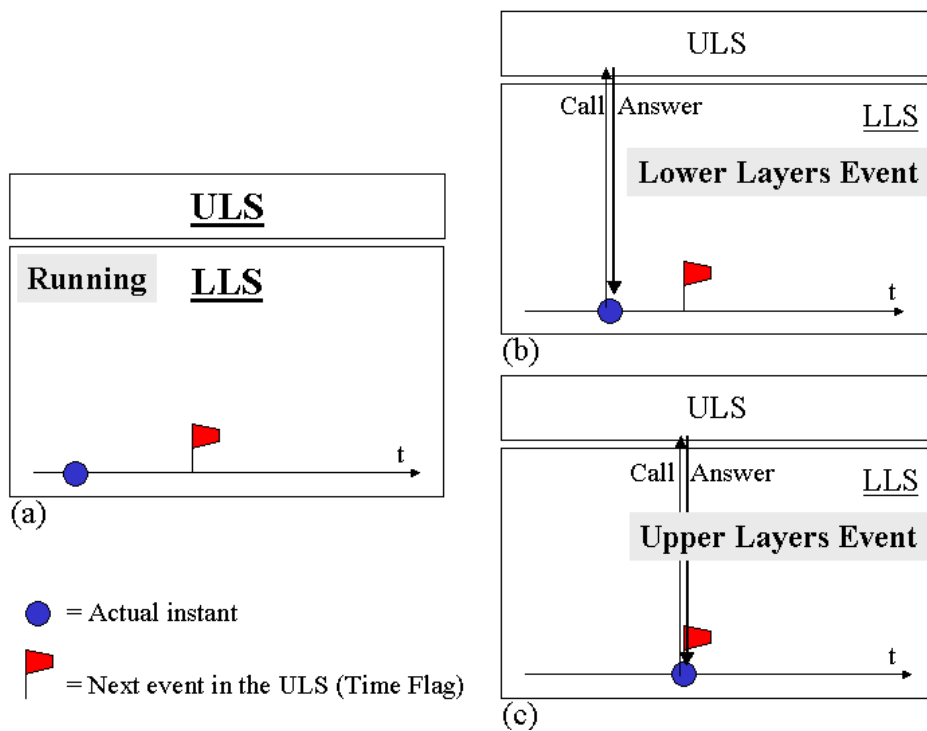 ULS
Running LLS
t
(a)
= Actual instant
= Next event in the ULS (Time Flag)
ULS
Call Answer
LLS
Lower Layers Event
t
(b)
ULS
Call Answer
LLS
Upper Layers Event
t
(c)